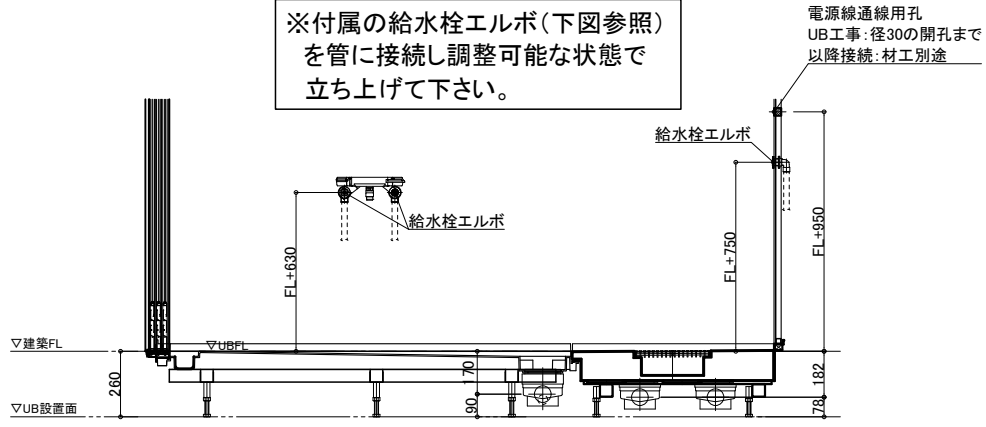 ※付属の給水栓エルボ(下図参照)
を管に接続し調整可能な状態で
立ち上げて下さい。
電源線通線用孔
UB工事:径30の開孔まで
以降接続:材工別途
給水栓エルボ
給水栓エルボ
FL+630
FL+750
FL+950
▽建築FL
▽UBFL
260
170
90
182
78
▽UB設置面